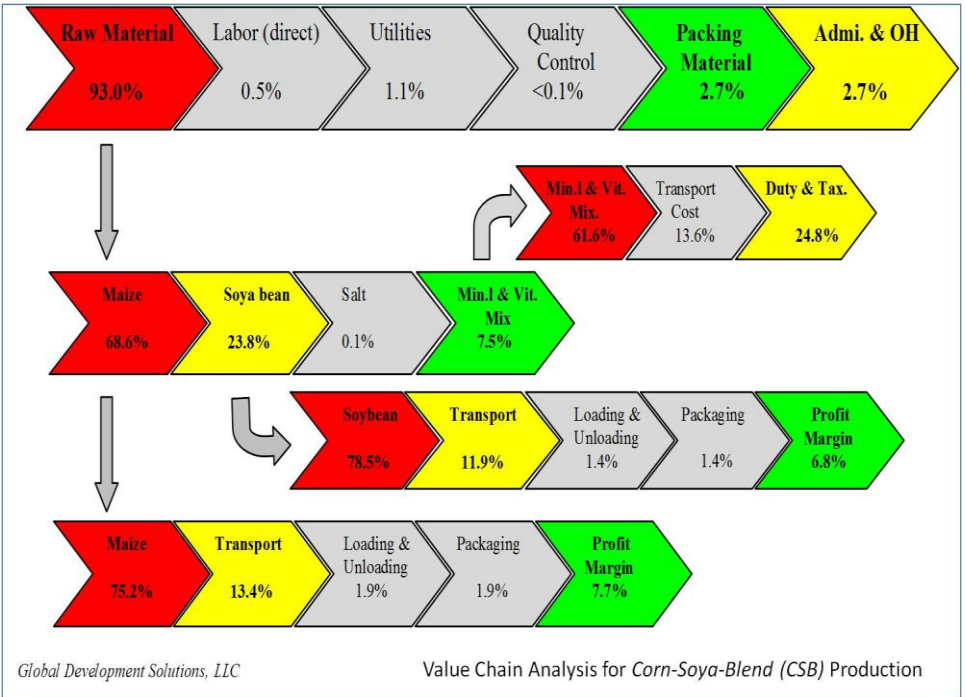 Raw Material
93.0%
Labor (direct)
0.5%
Utilities
1.1%
Quality
Control
<0.1%
Packing
Material
2.7%
Admi. & OH
2.7%
Min.l & Vit.
Mix.
61.6%
Transport
Cost
13.6%
Duty & Tax.
24.8%
Maize
68.6%
Soya bean
23.8%
Salt
0.1%
Min.l & Vit.
Mix
7.5%
Soybean
78.5%
Transport
11.9%
Loading &
Unloading
1.4%
Packaging
1.4%
Profit
Margin
6.8%
Maize
75.2%
Transport
13.4%
Loading &
Unloading
1.9%
Packaging
1.9%
Profit
Margin
7.7%
Global Development Solutions, LLC
Value Chain Analysis for Corn-Soya-Blend (CSB) Production